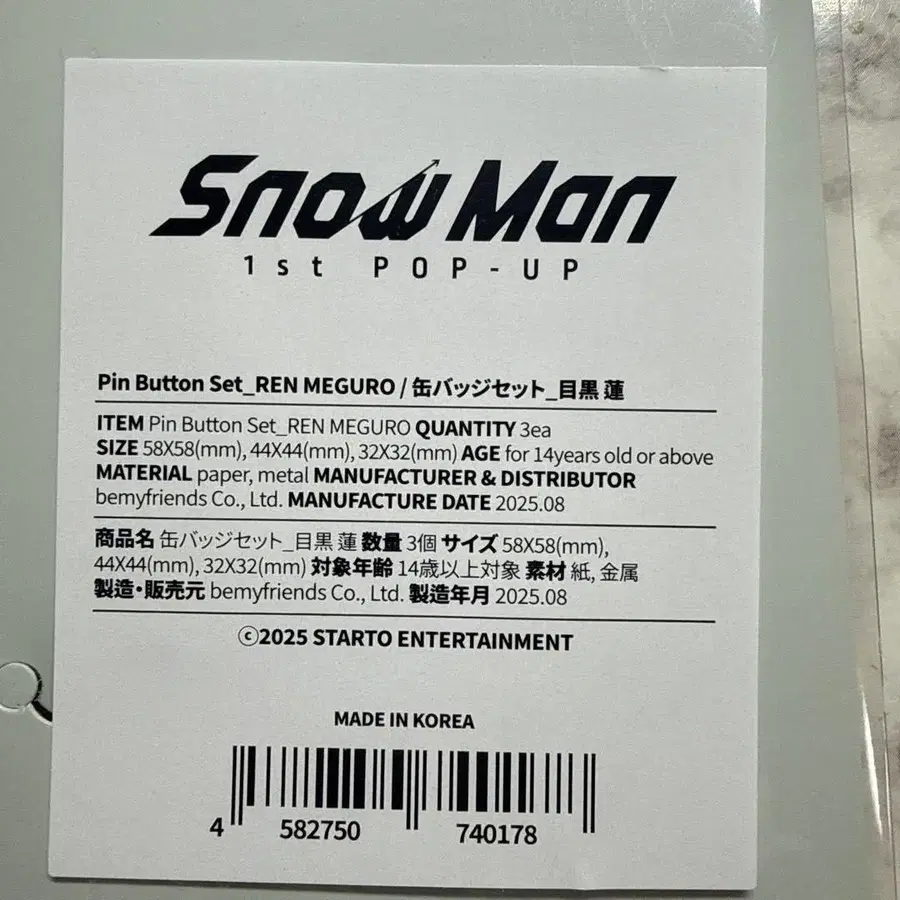 Snow Man
1st POP-UP
Pin Button Set_REN MEGURO / 缶バッジセット_目黒 蓮
ITEM Pin Button Set_REN MEGURO QUANTITY 3ea
SIZE 58X58(mm), 44X44(mm), 32X32(mm) AGE for 14years old or above
MATERIAL paper, metal MANUFACTURER & DISTRIBUTOR
bemyfriends Co., Ltd. MANUFACTURE DATE 2025.08
商品名 缶バッジセット_目黒 蓮 数量 3個 サイズ 58X58(mm),
44X44(mm), 32X32(mm) 対象年齢 14歳以上対象 素材 紙, 金属
製造・販売元 bemyfriends Co., Ltd. 製造年月 2025.08
ⓒ2025 STARTO ENTERTAINMENT
MADE IN KOREA
4 582750 740178